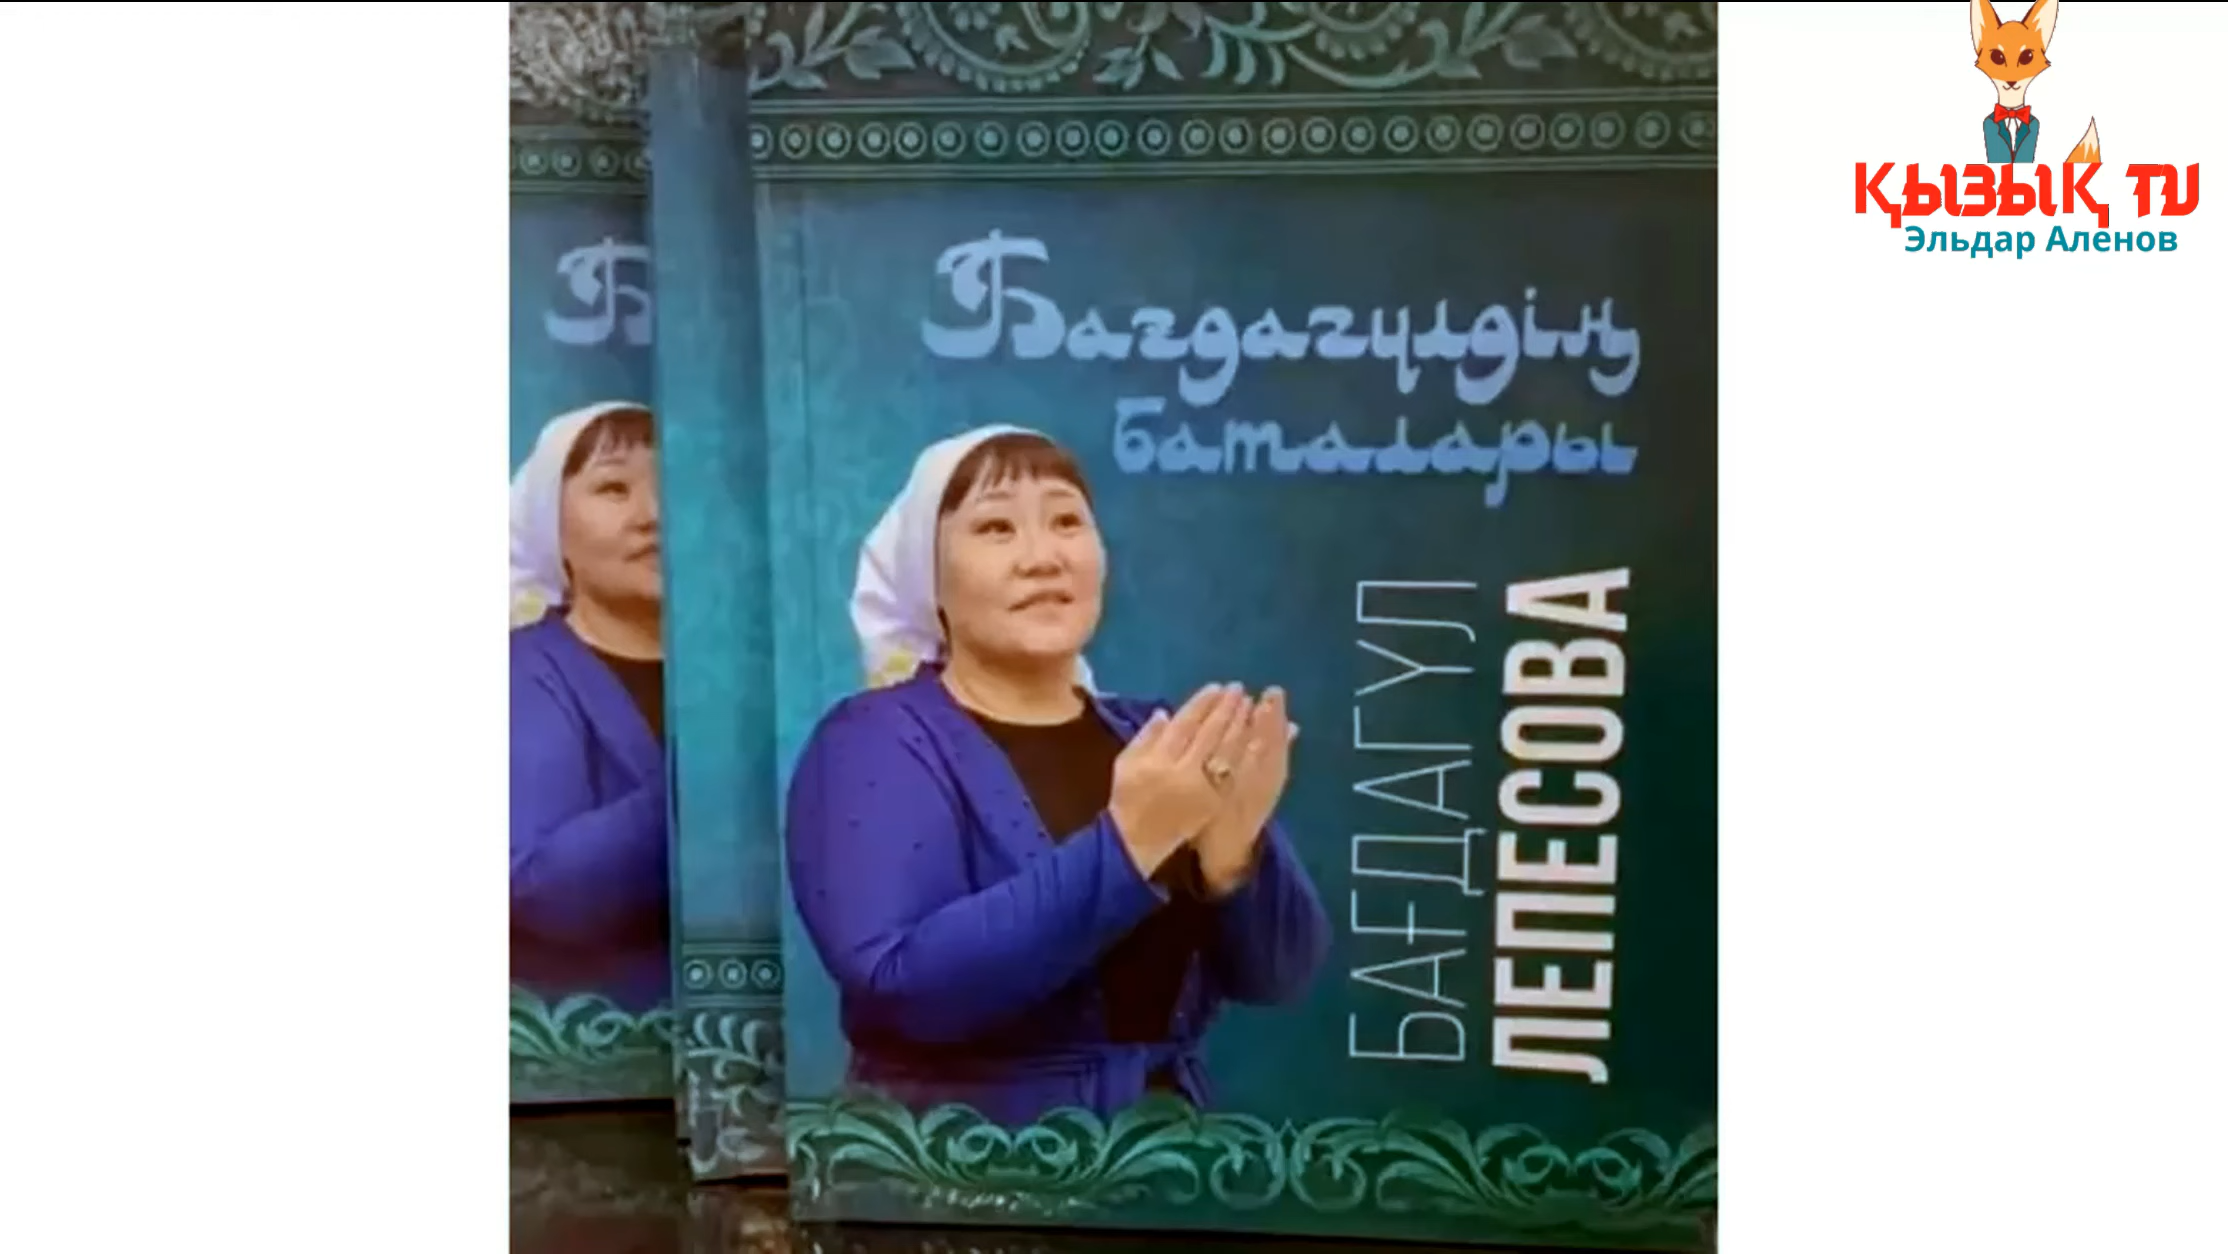 Бағдагүлдің
баталары
БАҒДАГҮЛ
ЛЕПЕСОВА
Б
ҚЫЗЫҚ TV
Эльдар Аленов